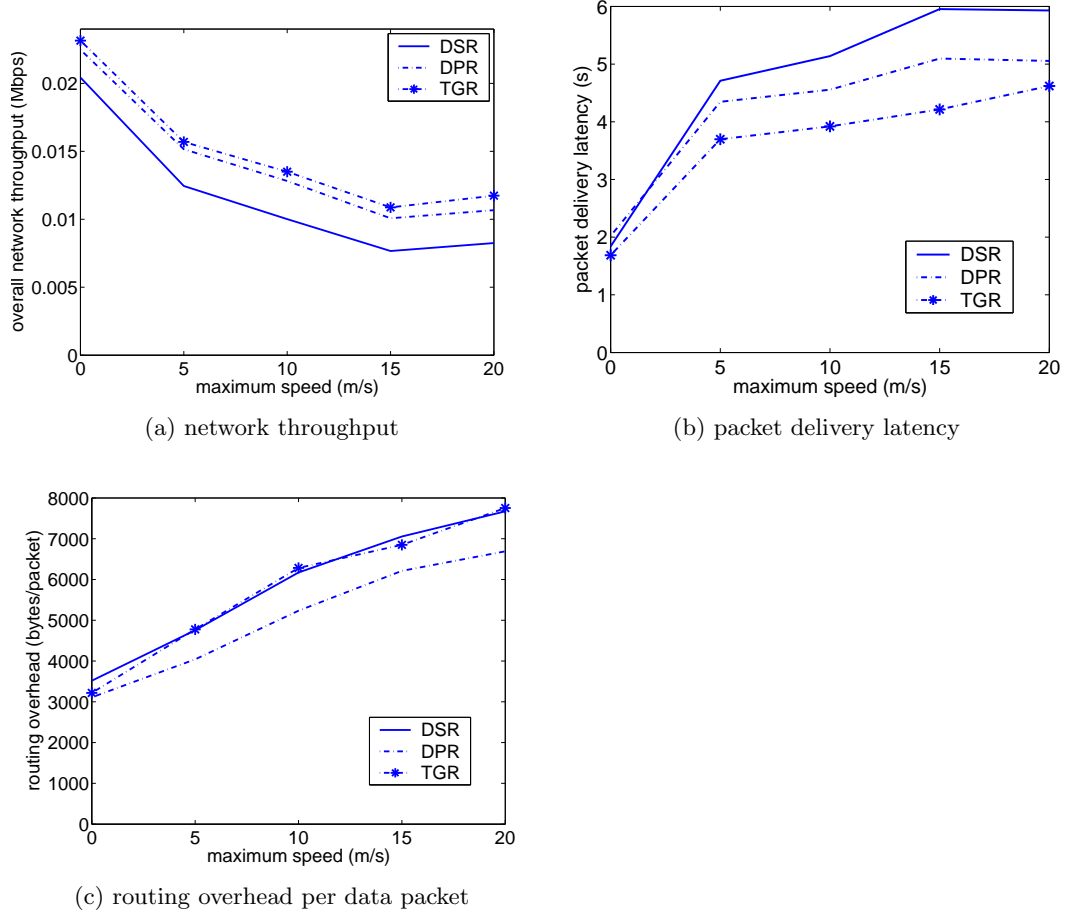 overall network throughput (Mbps)
0.02
0.015
0.01
0.005
0
0 5 10 15 20
maximum speed (m/s)
DSR
DPR
TGR
(a) network throughput
packet delivery latency (s)
6
5
4
3
2
1
0
0 5 10 15 20
maximum speed (m/s)
DSR
DPR
TGR
(b) packet delivery latency
routing overhead (bytes/packet)
8000
7000
6000
5000
4000
3000
2000
1000
0
0 5 10 15 20
maximum speed (m/s)
DSR
DPR
TGR
(c) routing overhead per data packet